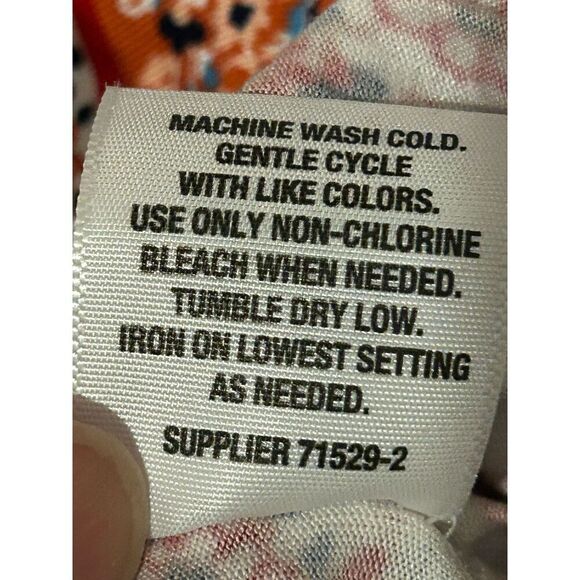 MACHINE WASH COLD.
GENTLE CYCLE
WITH LIKE COLORS.
USE ONLY NON-CHLORINE
BLEACH WHEN NEEDED.
TUMBLE DRY LOW.
IRON ON LOWEST SETTING
AS NEEDED.
SUPPLIER 71529-2